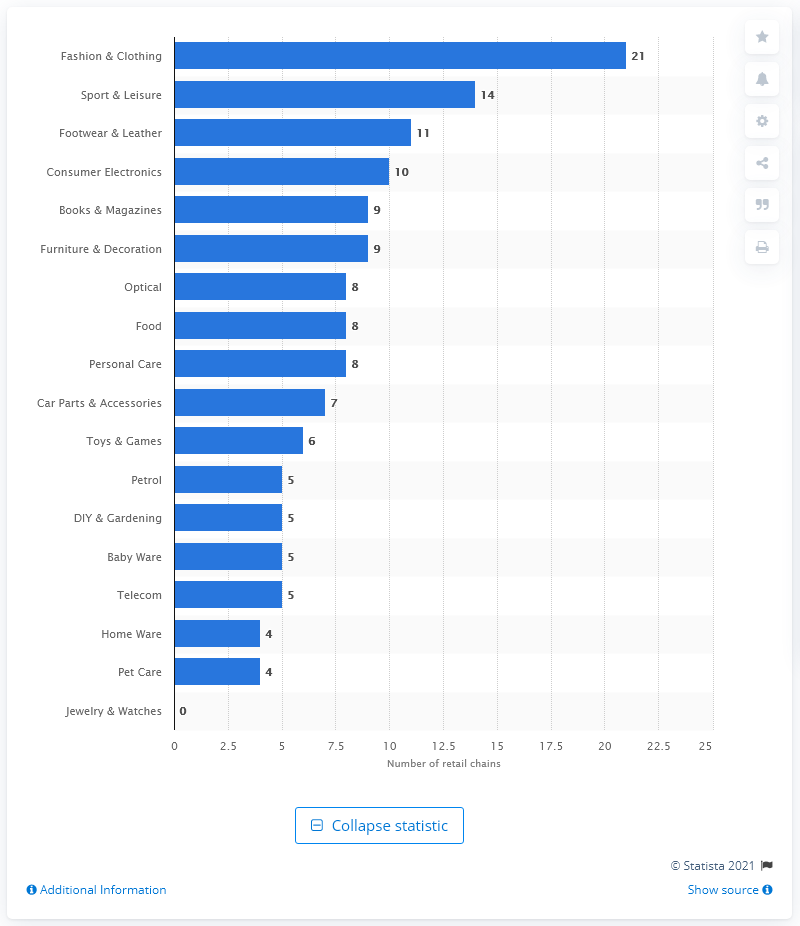 Fashion & Clothing 21
Sport & Leisure 14
Footwear & Leather 11
Consumer Electronics 10
Books & Magazines 9
Furniture & Decoration 9
Optical 8
Food 8
Personal Care 8
Car Parts & Accessories 7
Toys & Games 6
Petrol 5
DIY & Gardening 5
Baby Ware 5
Telecom 5
Home Ware 4
Pet Care 4
Jewelry & Watches 0
0 2.5 5 7.5 10 12.5 15 17.5 20 22.5 25
Number of retail chains
Collapse statistic
© Statista 2021
Additional Information Show source